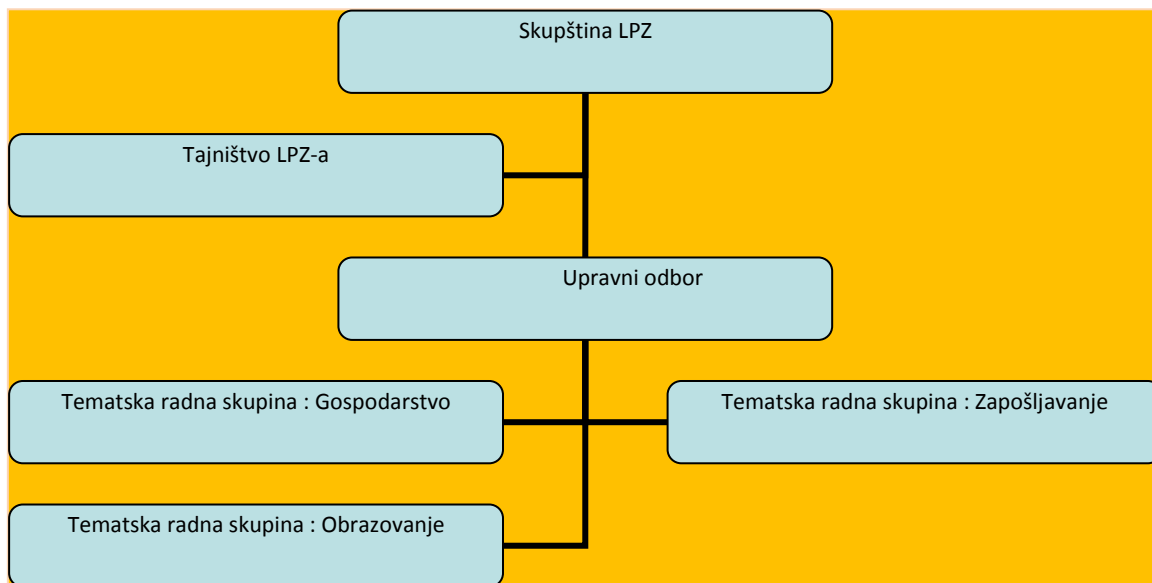 Skupština LPZ
Tajništvo LPZ-a
Upravni odbor
Tematska radna skupina : Gospodarstvo
Tematska radna skupina : Zapošljavanje
Tematska radna skupina : Obrazovanje